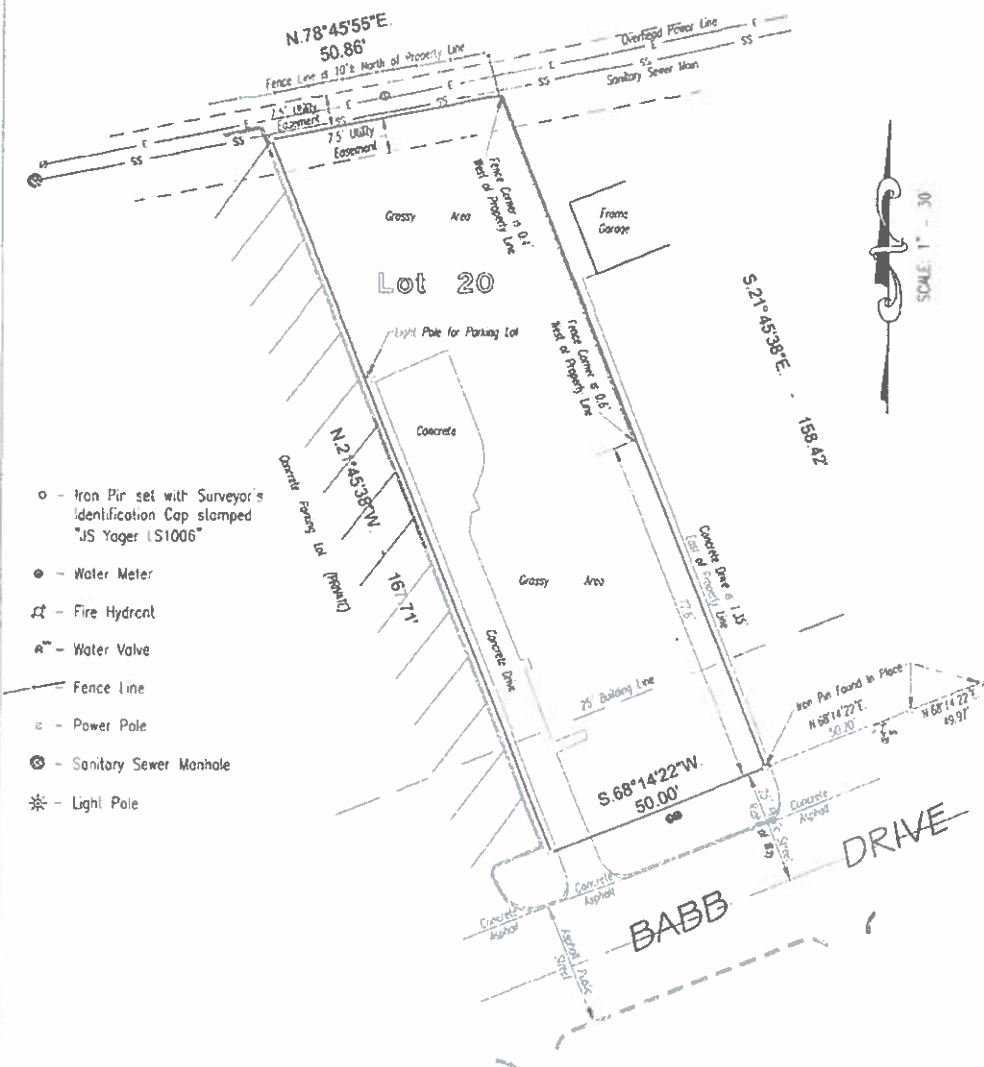 N.78°45'55"E.
50.86'
Fence Line is 10'± North of Property Line
Overhead Power Line
E
SS
Sanitary Sewer Main
7.5' Utility
Easement
7.5' Utility
Easement
Fence Corner is
West of Property Line
Grassy Area
Frame
Garage
Lot 20
SCALE: 1" - 30'
Light Pole for Parking Lot
Fence Corner is 0.6'
West of Property Line
S.21°45'38"E.
158.42'
Concrete
N.21°45'38"W.
167.71'
Concrete Parking Lot (PRIVATE)
o - Iron Pin set with Surveyor's
Identification Cap stamped
"JS Yager LS1006"
- Water Meter
- Fire Hydrant
- Water Valve
- Fence Line
- Power Pole
- Sanitary Sewer Manhole
- Light Pole
Concrete Drive is 1.35'
East of Property Line
77.6'
Grassy Area
Concrete Drive
25' Building Line
Iron Pin Found in Place
N 68°14'22"E.
50.20'
N 68°14'22"E.
49.97'
S.68°14'22"W.
50.00'
Concrete
Asphalt
Concrete
Asphalt
Concrete
Asphalt
Asphalt Public
Street
BABB DRIVE